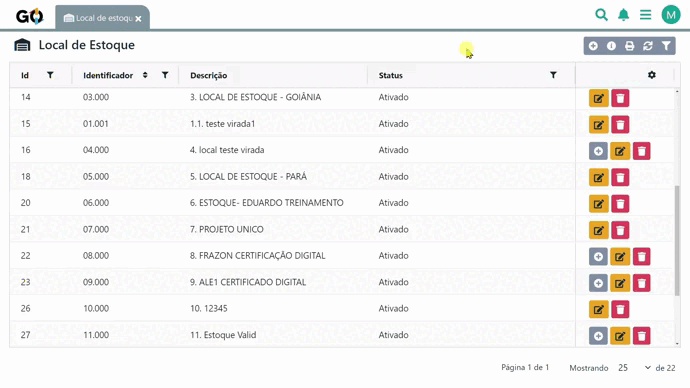 GO Local de estoqu ×
M
Local de Estoque
Id Identificador Descrição Status
14 03.000 3. LOCAL DE ESTOQUE - GOIÂNIA Ativado
15 01.001 1.1. teste virada1 Ativado
16 04.000 4. local teste virada Ativado
18 05.000 5. LOCAL DE ESTOQUE - PARÁ Ativado
20 06.000 6. ESTOQUE- EDUARDO TREINAMENTO Ativado
21 07.000 7. PROJETO UNICO Ativado
22 08.000 8. FRAZON CERTIFICAÇÃO DIGITAL Ativado
23 09.000 9. ALE1 CERTIFICADO DIGITAL Ativado
26 10.000 10. 12345 Ativado
27 11.000 11. Estoque Valid Ativado
Página 1 de 1 Mostrando 25 de 22